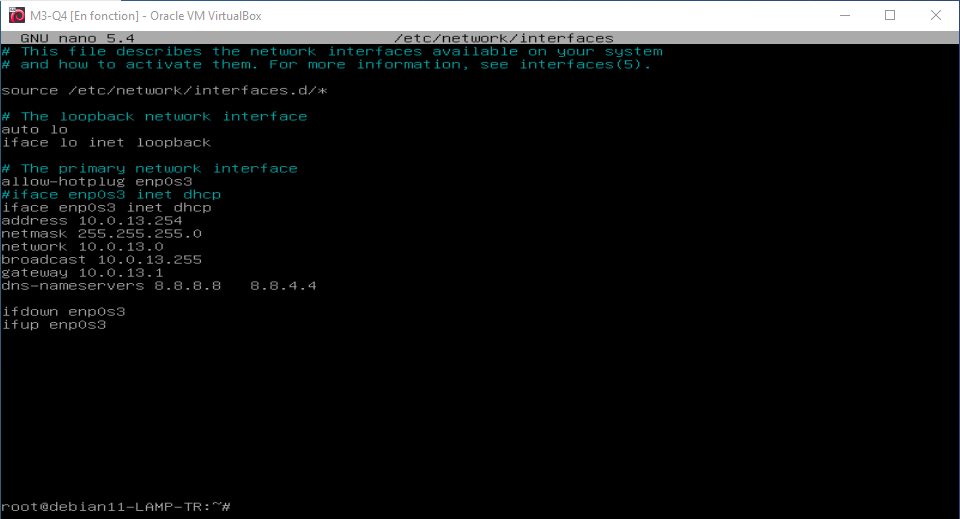 M3-Q4 [En fonction] - Oracle VM VirtualBox
GNU nano 5.4 /etc/network/interfaces
# This file describes the network interfaces available on your system
# and how to activate them. For more information, see interfaces(5).
source /etc/network/interfaces.d/*
# The loopback network interface
auto lo
iface lo inet loopback
# The primary network interface
allow-hotplug enp0s3
#iface enp0s3 inet dhcp
iface enp0s3 inet dhcp
address 10.0.13.254
netmask 255.255.255.0
network 10.0.13.0
broadcast 10.0.13.255
gateway 10.0.13.1
dns-nameservers 8.8.8.8   8.8.4.4
ifdown enp0s3
ifup enp0s3
root@debian11-LAMP-TR:~#